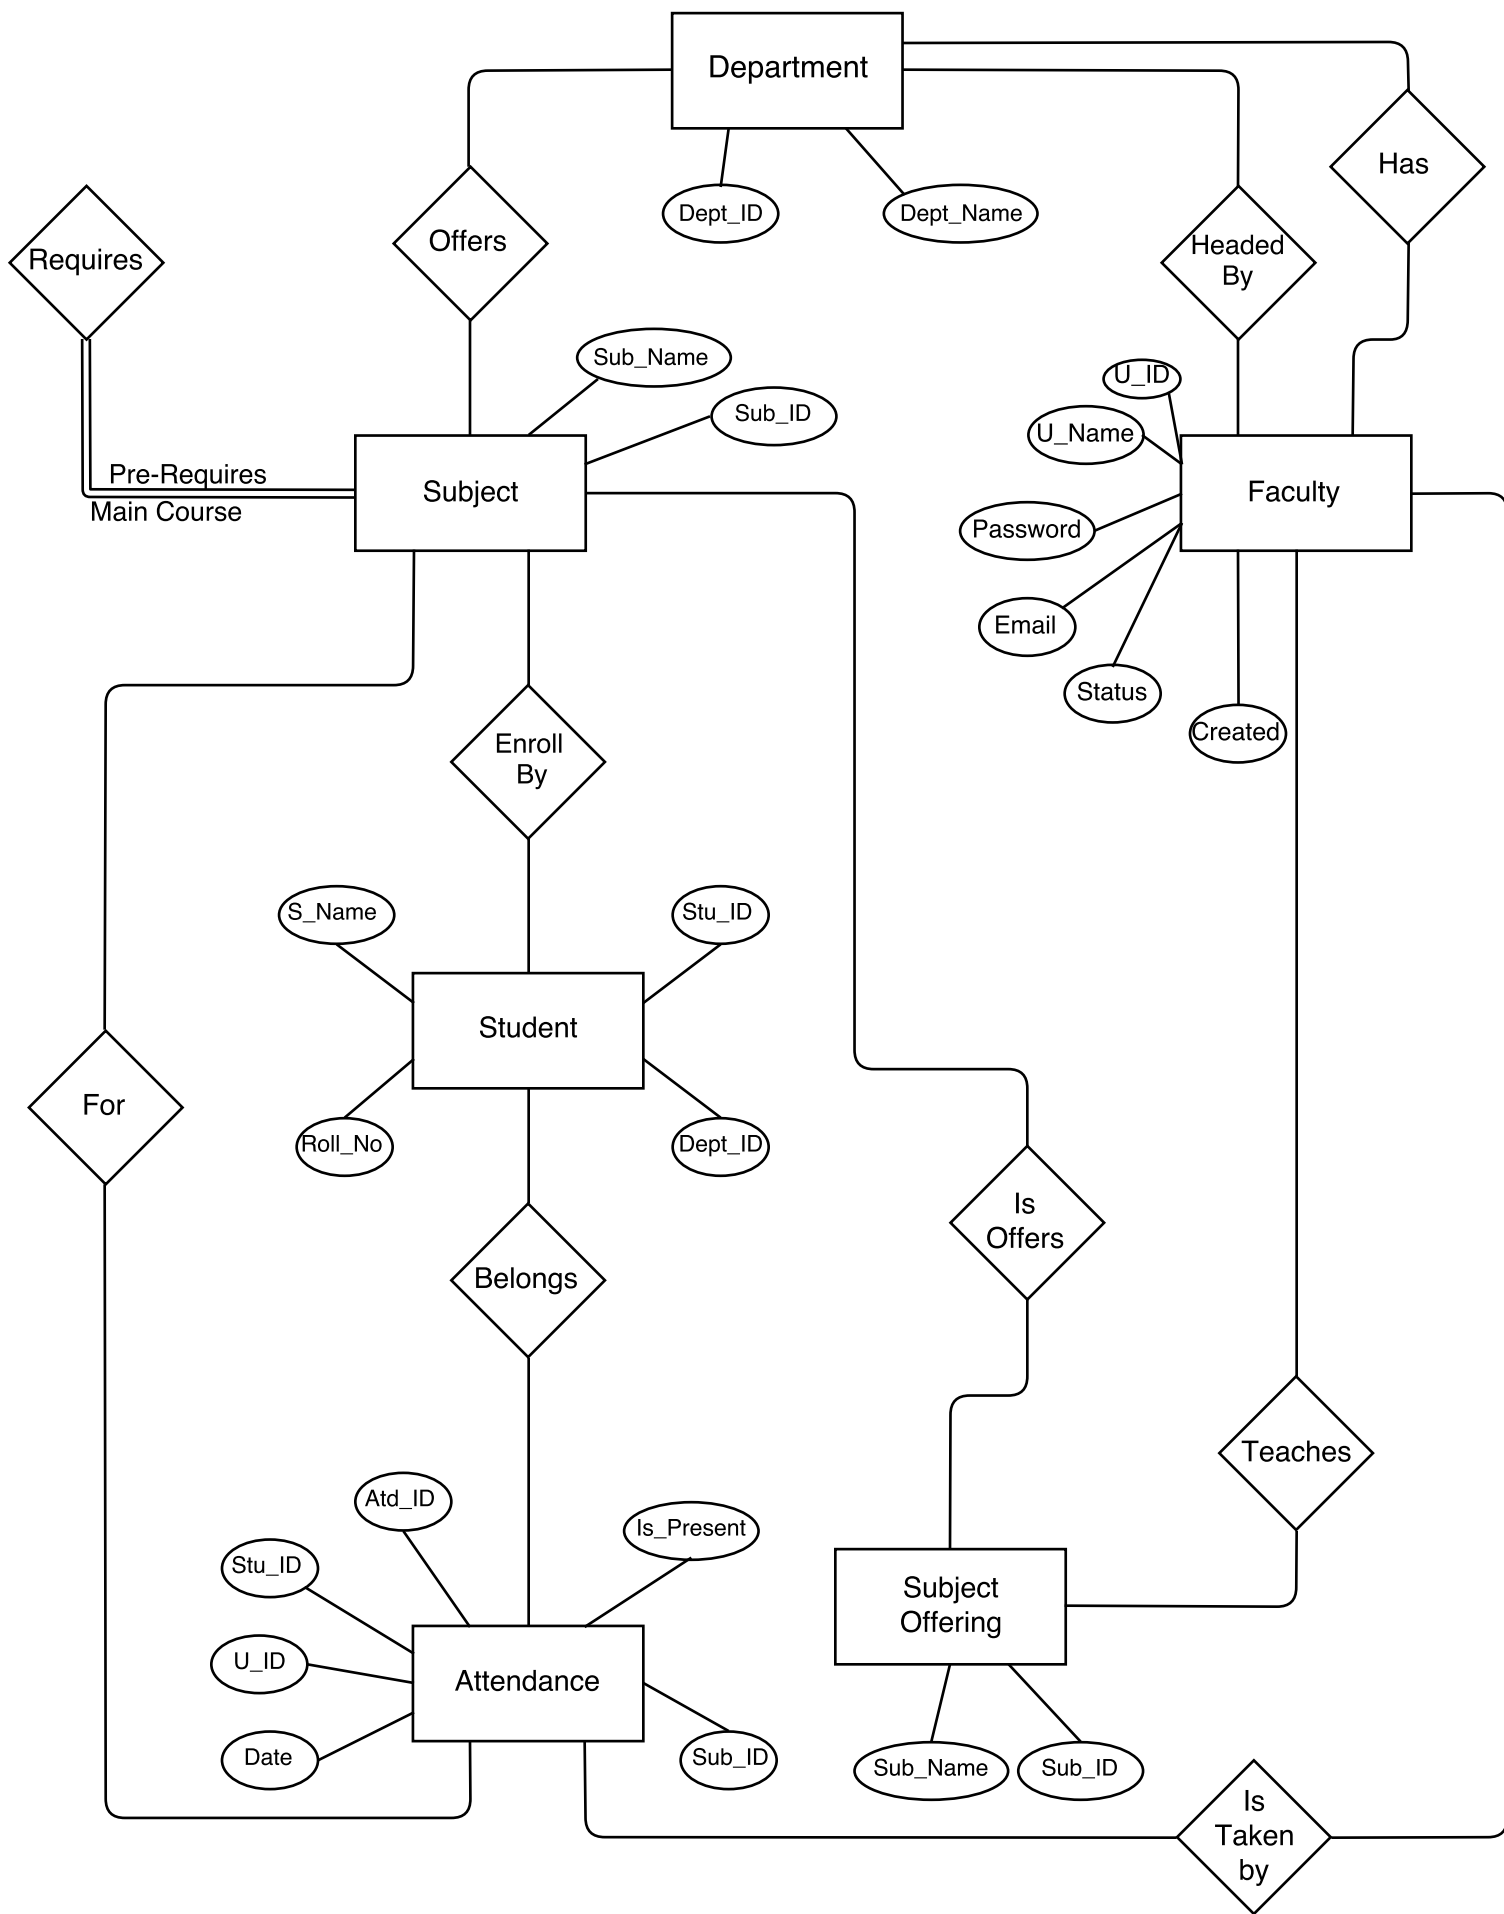 Department
Has
Dept_ID
Dept_Name
Offers
Requires
Headed
By
Sub_Name
U_ID
Sub_ID
U_Name
Pre-Requires
Main Course
Subject
Faculty
Password
Email
Status
Created
Enroll
By
S_Name
Stu_ID
Student
For
Roll_No
Dept_ID
Is
Offers
Belongs
Teaches
Atd_ID
Is_Present
Stu_ID
Subject
Offering
U_ID
Attendance
Date
Sub_ID
Sub_Name
Sub_ID
Is
Taken
by